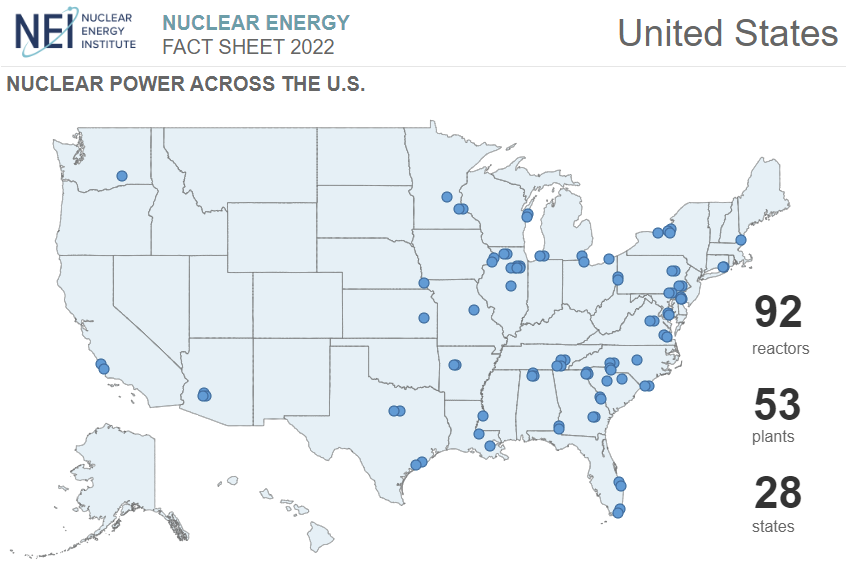 NEI NUCLEAR
ENERGY
INSTITUTE
NUCLEAR ENERGY
FACT SHEET 2022
United States
NUCLEAR POWER ACROSS THE U.S.
92
reactors
53
plants
28
states